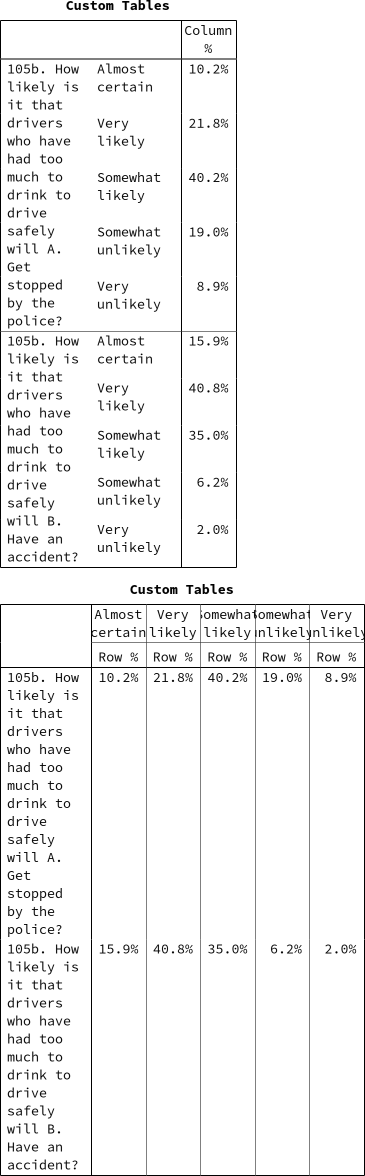 Custom Tables
Column
%
105b. How
likely is
it that
drivers
who have
had too
much to
drink to
drive
safely
will A.
Get
stopped
by the
police?
Almost
certain
10.2%
Very
likely
21.8%
Somewhat
likely
40.2%
Somewhat
unlikely
19.0%
Very
unlikely
8.9%
105b. How
likely is
it that
drivers
who have
had too
much to
drink to
drive
safely
will B.
Have an
accident?
Almost
certain
15.9%
Very
likely
40.8%
Somewhat
likely
35.0%
Somewhat
unlikely
6.2%
Very
unlikely
2.0%
Custom Tables
Almost
certain
Very
likely
Somewhat
likely
Somewhat
unlikely
Very
unlikely
Row % Row % Row % Row % Row %
105b. How
likely is
it that
drivers
who have
had too
much to
drink to
drive
safely
will A.
Get
stopped
by the
police?
10.2% 21.8% 40.2% 19.0% 8.9%
105b. How
likely is
it that
drivers
who have
had too
much to
drink to
drive
safely
will B.
Have an
accident?
15.9% 40.8% 35.0% 6.2% 2.0%